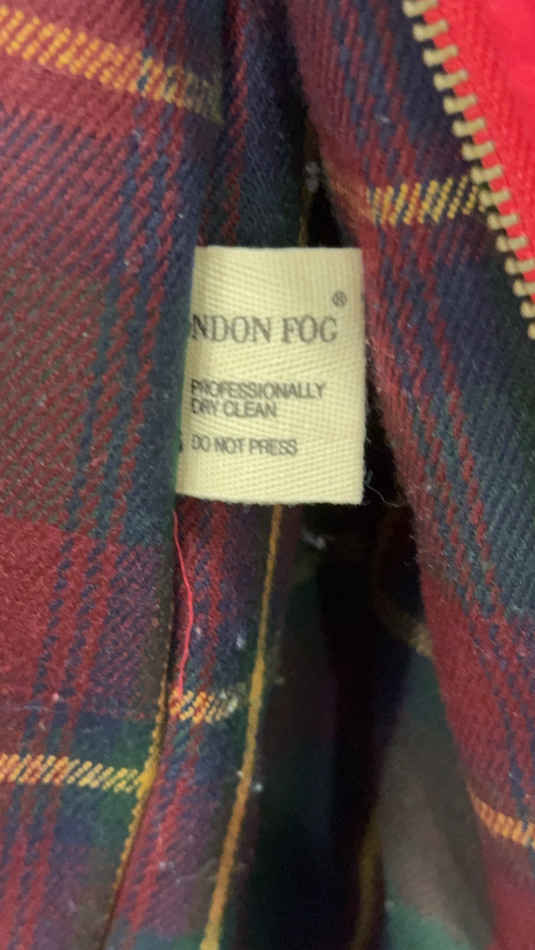 ®
NDON FOG
PROFESSIONALLY
DRY CLEAN
DO NOT PRESS